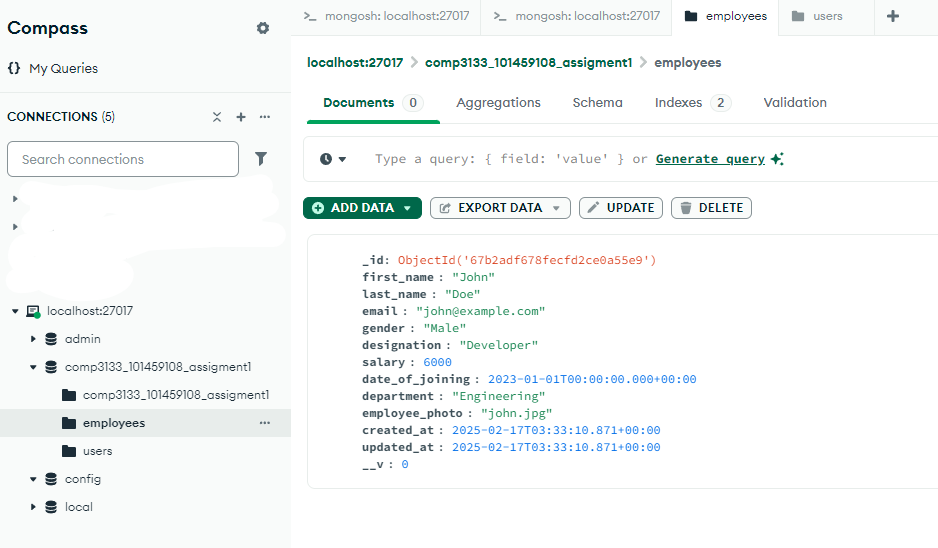 Compass
My Queries
CONNECTIONS (5)
Search connections
localhost:27017
admin
comp3133_101459108_assigment1
comp3133_101459108_assigment1
employees
users
config
local
mongosh: localhost:27017
mongosh: localhost:27017
employees
users
localhost:27017 > comp3133_101459108_assigment1 > employees
Documents 0 Aggregations Schema Indexes 2 Validation
Type a query: { field: 'value' } or Generate query
ADD DATA EXPORT DATA UPDATE DELETE
_id: ObjectId('67b2adf678fecfd2ce0a55e9')
first_name : "John"
last_name : "Doe"
email : "john@example.com"
gender : "Male"
designation : "Developer"
salary : 6000
date_of_joining : 2023-01-01T00:00:00.000+00:00
department : "Engineering"
employee_photo : "john.jpg"
created_at : 2025-02-17T03:33:10.871+00:00
updated_at : 2025-02-17T03:33:10.871+00:00
__v : 0